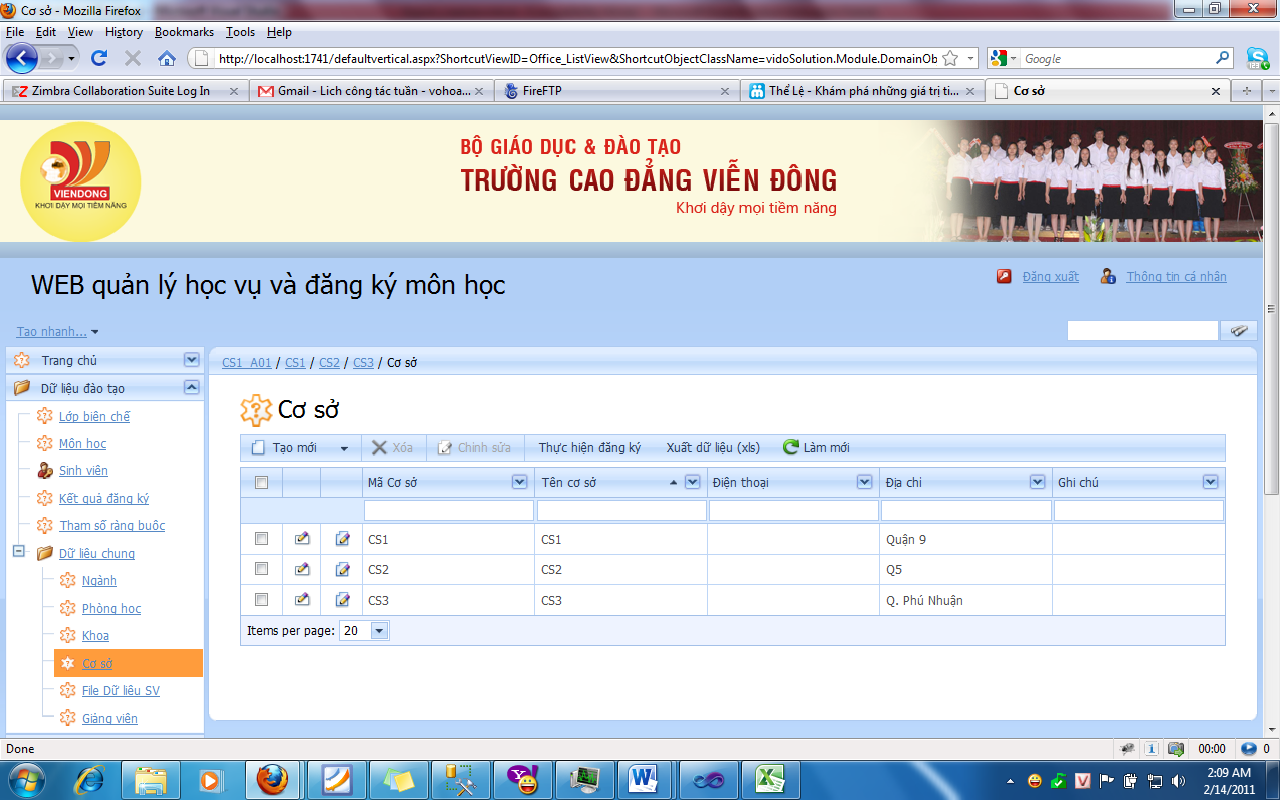 Cơ sở - Mozilla Firefox
File Edit View History Bookmarks Tools Help
http://localhost:1741/defaultvertical.aspx?ShortcutViewID=Office_ListView&ShortcutObjectClassName=vidoSolution.Module.DomainOb
Google
Zimbra Collaboration Suite Log In
Gmail - Lich công tác tuần - vohoa...
FireFTP
Thể Lệ - Khám phá những giá trị ti...
Cơ sở
VIENDONG
KHƠI DẬY MỌI TIỀM NĂNG
BỘ GIÁO DỤC & ĐÀO TẠO
TRƯỜNG CAO ĐẲNG VIỄN ĐÔNG
Khơi dậy mọi tiềm năng
WEB quản lý học vụ và đăng ký môn học
Đăng xuất Thông tin cá nhân
Tạo nhanh...
Trang chủ
Dữ liệu đào tạo
Lớp biên chế
Môn học
Sinh viên
Kết quả đăng ký
Tham số ràng buộc
Dữ liệu chung
Ngành
Phòng học
Khoa
Cơ sở
File Dữ liệu SV
Giảng viên
CS1_A01 / CS1 / CS2 / CS3 / Cơ sở
Cơ sở
Tạo mới Xóa Chỉnh sửa Thực hiện đăng ký Xuất dữ liệu (xls) Làm mới
Mã Cơ sở Tên cơ sở Điện thoại Địa chỉ Ghi chú
CS1 CS1 Quận 9
CS2 CS2 Q5
CS3 CS3 Q. Phú Nhuận
Items per page: 20
Done
00:00 0
2:09 AM
2/14/2011